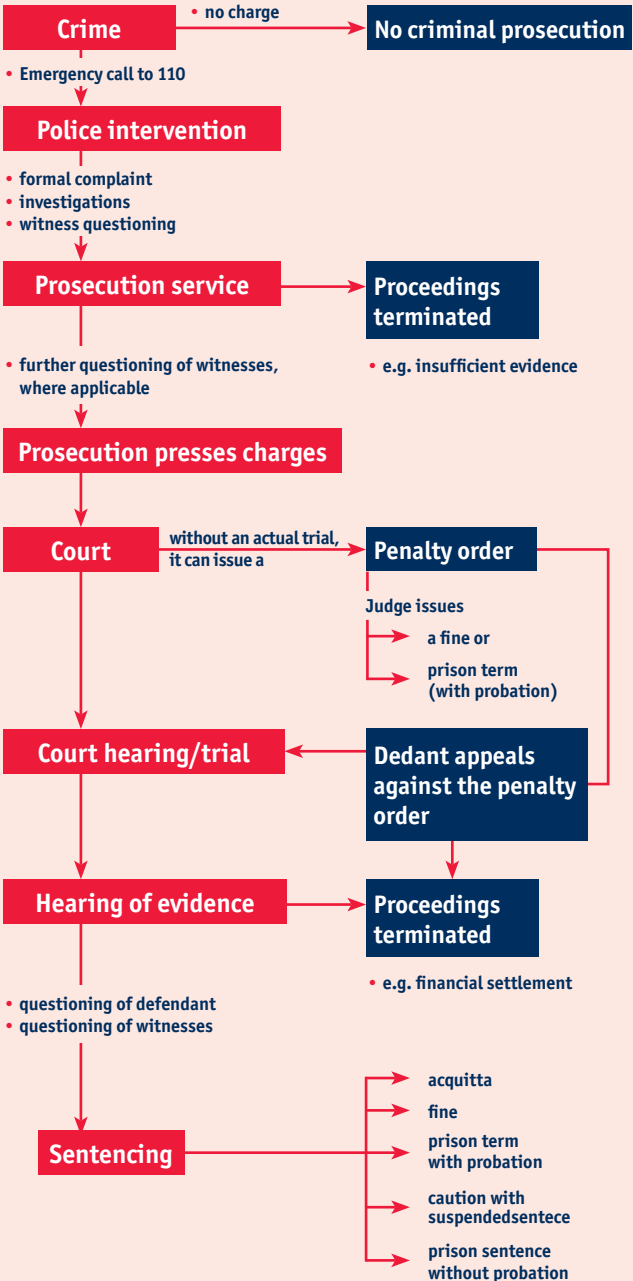 Crime
• no charge
No criminal prosecution
• Emergency call to 110
Police intervention
• formal complaint
• investigations
• witness questioning
Prosecution service
Proceedings
terminated
• further questioning of witnesses,
where applicable
• e.g. insufficient evidence
Prosecution presses charges
Court
without an actual trial,
it can issue a
Penalty order
Judge issues
a fine or
prison term
(with probation)
Court hearing/trial
Dedant appeals
against the penalty
order
Hearing of evidence
Proceedings
terminated
• e.g. financial settlement
• questioning of defendant
• questioning of witnesses
Sentencing
acquitta
fine
prison term
with probation
caution with
suspendedsentece
prison sentence
without probation